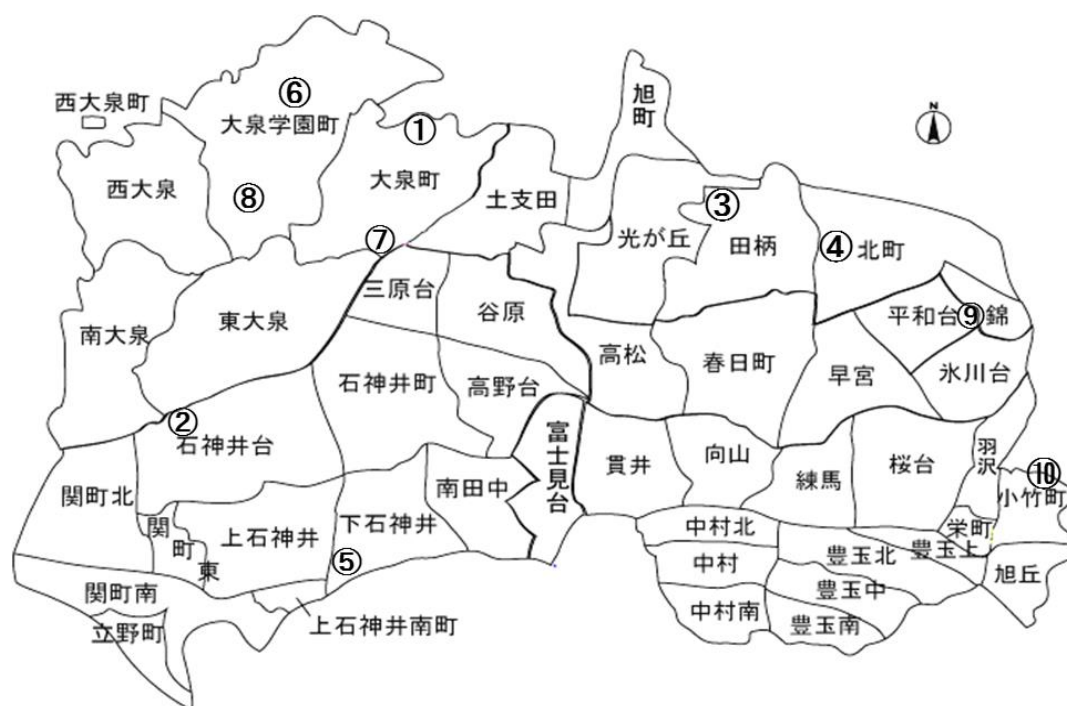 旭町
⑥
西大泉町
大泉学園町
①
N
西大泉
⑧
大泉町
土支田
③
光が丘
田柄
④
北町
⑦
三原台
谷原
南大泉
東大泉
平和台
⑨
錦
高松
春日町
早宮
氷川台
石神井町
高野台
②
石神井台
富士見台
貫井
向山
練馬
桜台
羽沢
⑩
小竹町
関町北
関町東
上石神井
下石神井
南田中
⑤
中村北
栄町
豊玉北
豊玉上
中村
旭丘
関町南
豊玉中
上石神井南町
中村南
豊玉南
立野町